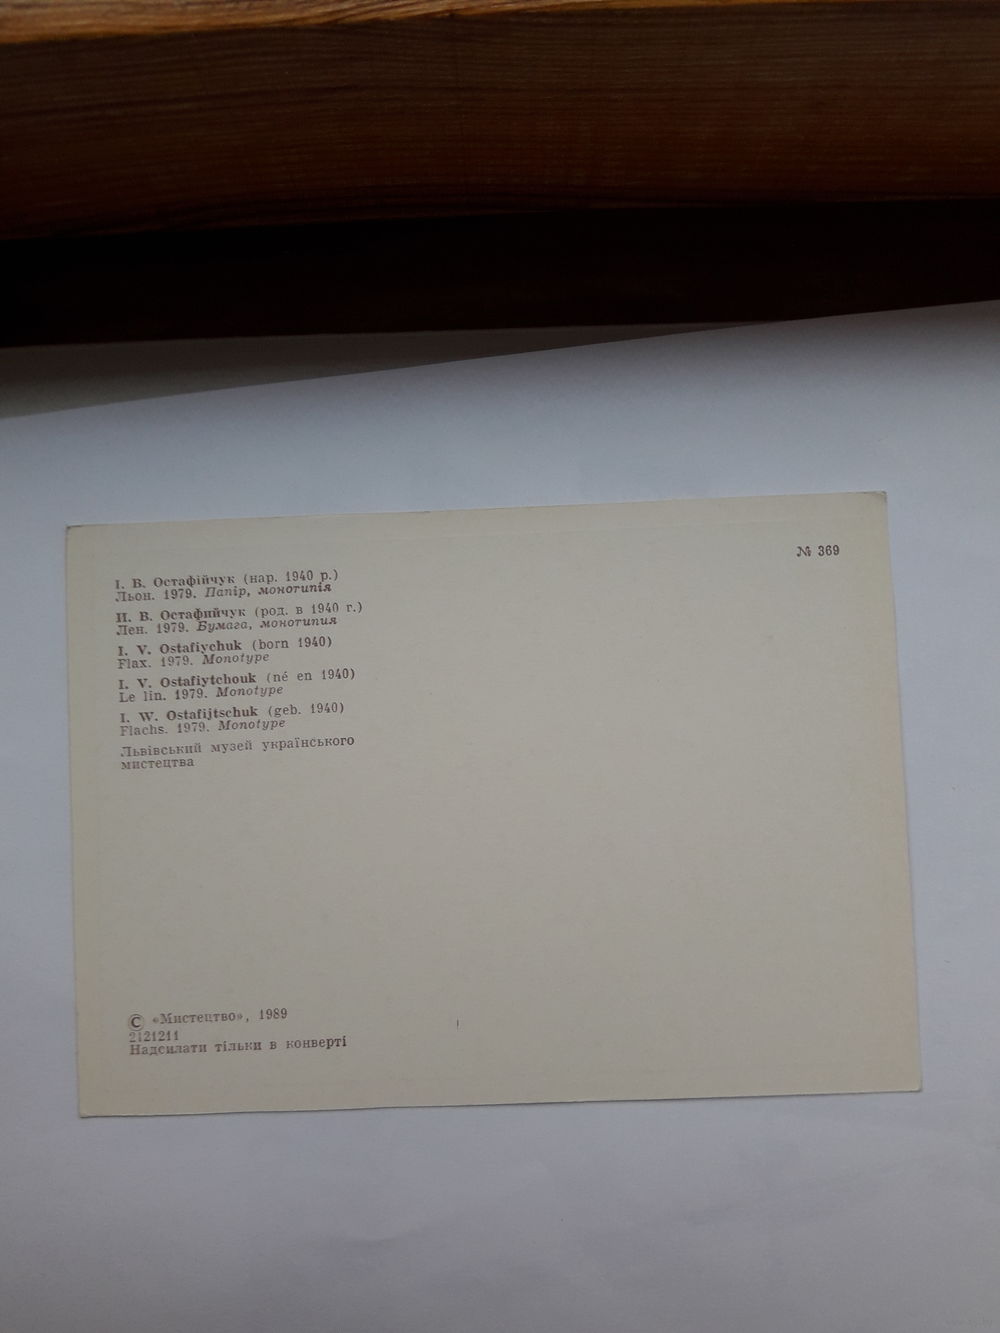 № 369
І. В. Остафійчук (нар. 1940 р.)
Льон. 1979. Папір, монотипія
И. В. Остафийчук (род. в 1940 г.)
Лен. 1979. Бумага, монотипия
I. V. Ostafiychuk (born 1940)
Flax. 1979. Monotype
I. V. Ostafiytchouk (né en 1940)
Le lin. 1979. Monotype
I. W. Ostafijtschuk (geb. 1940)
Flachs. 1979. Monotype
Львівський музей українського
мистецтва
© «Мистецтво», 1989
2121211
Надсилати тільки в конверті